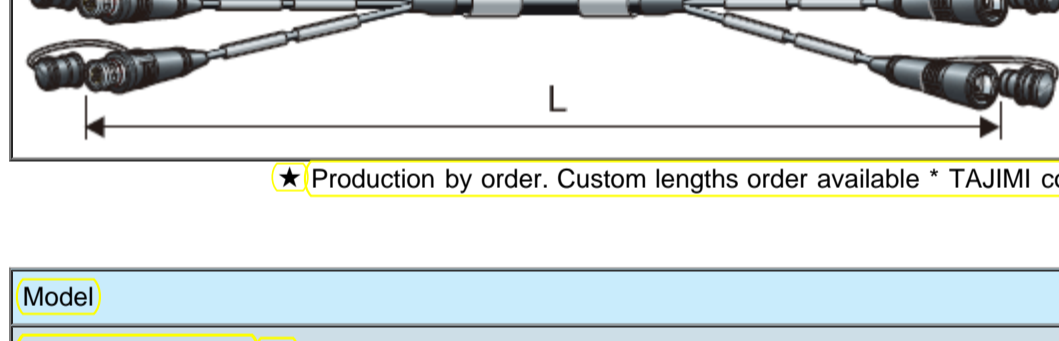 L
★ Production by order. Custom lengths order available * TAJIMI
Model